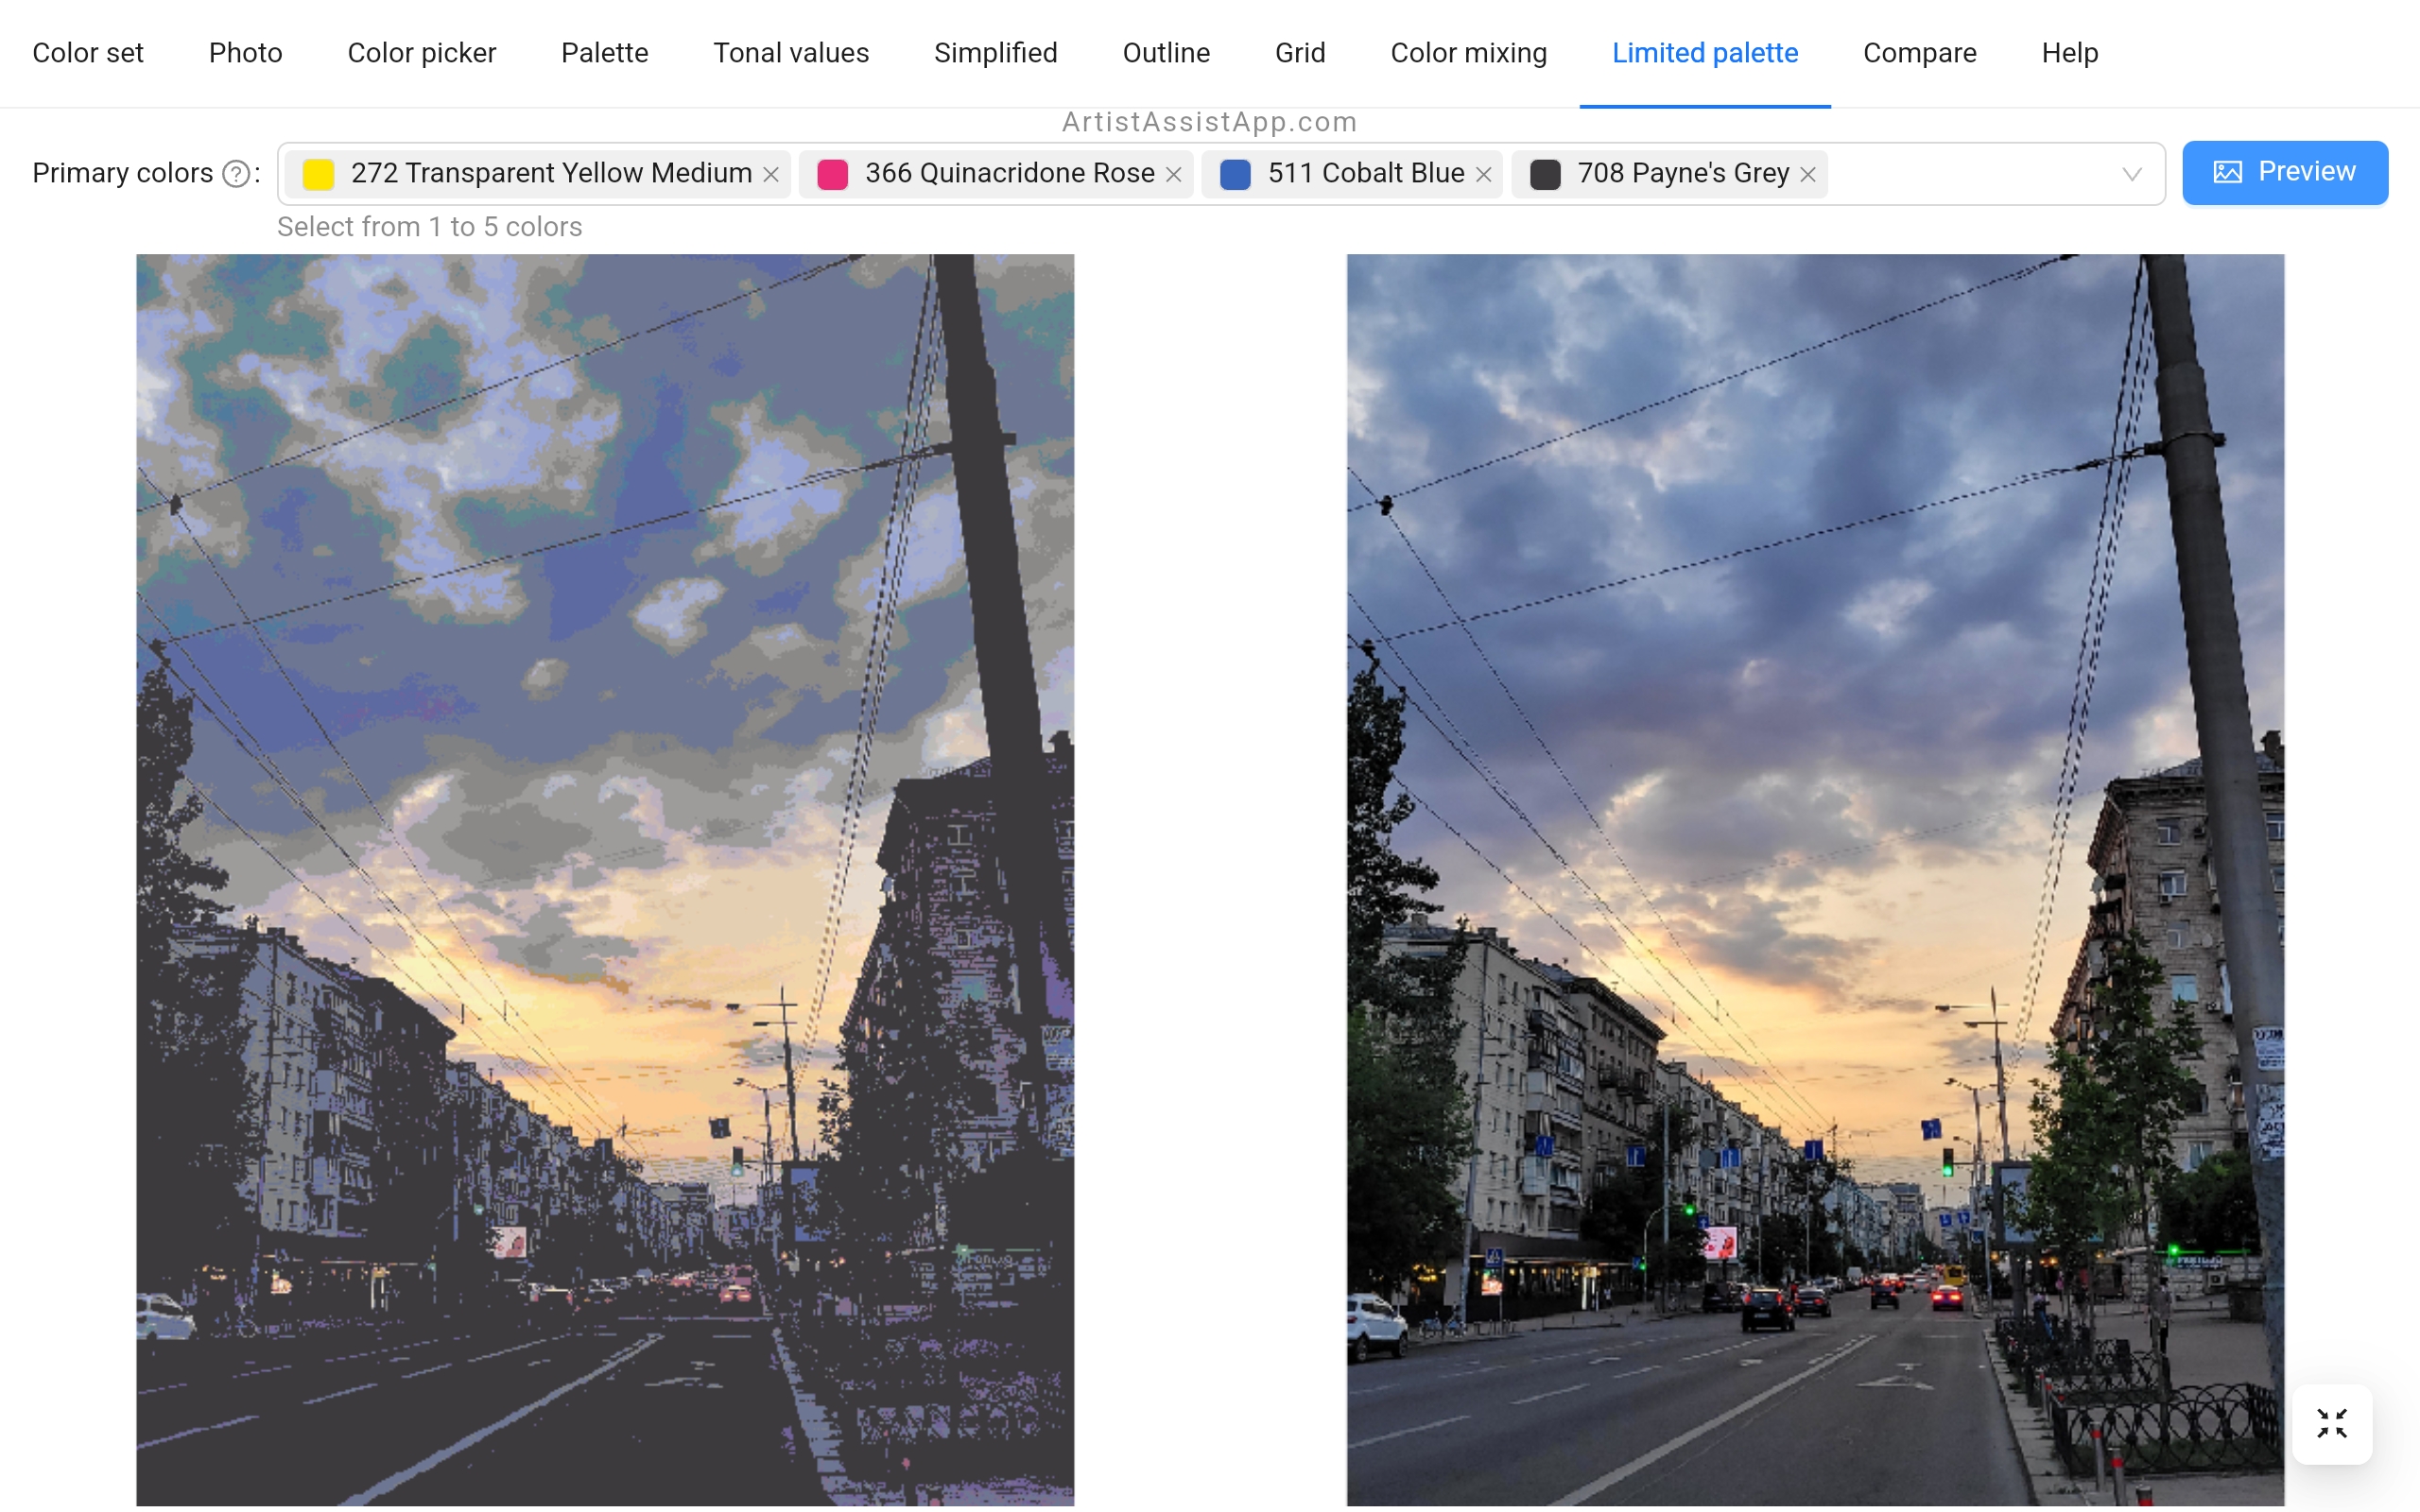 Color set Photo Color picker Palette Tonal values Simplified Outline Grid Color mixing Limited palette Compare Help
ArtistAssistApp.com
Primary colors ? : 272 Transparent Yellow Medium 366 Quinacridone Rose 511 Cobalt Blue 708 Payne's Grey Preview
Select from 1 to 5 colors